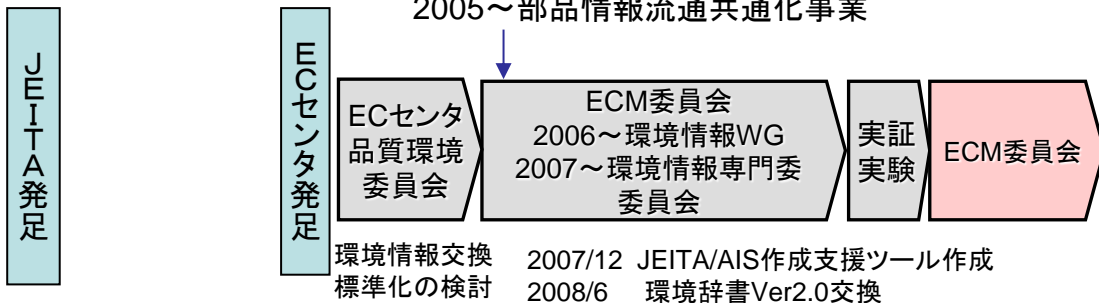 2005～部品情報流通共通化事業
JEITA発足
ECセンタ発足
ECセンタ
品質環境
委員会
ECM委員会
2006～環境情報WG
2007～環境情報専門委
委員会
実証
実験
ECM委員会
環境情報交換
標準化の検討
2007/12 JEITA/AIS作成支援ツール作成
2008/6 環境辞書Ver2.0交換